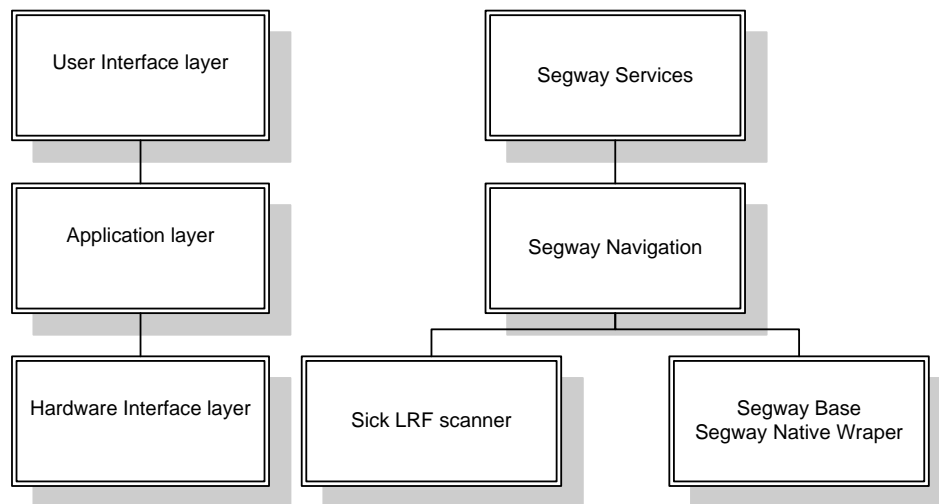 User Interface layer
Segway Services
Application layer
Segway Navigation
Hardware Interface layer
Sick LRF scanner
Segway Base
Segway Native Wraper